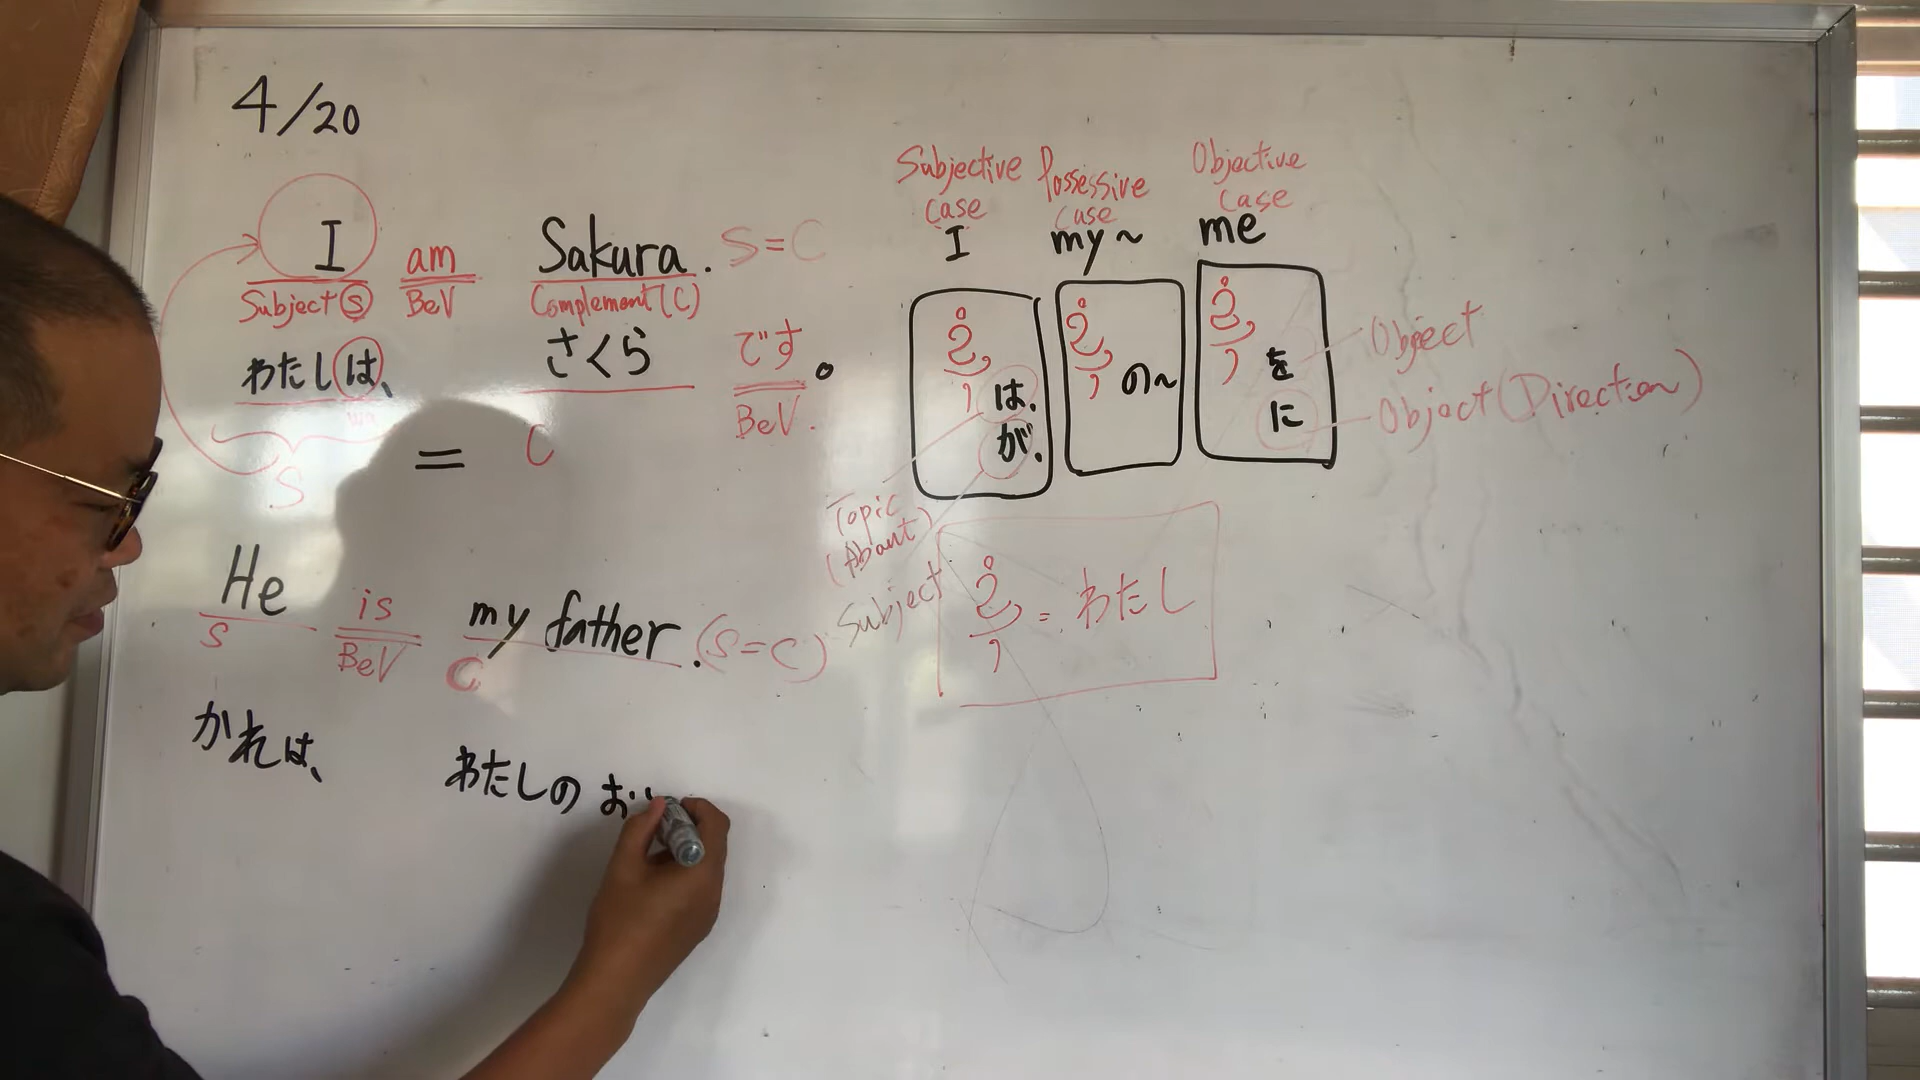 4/20
I am Sakura. S=C
Subject(S) BeV Complement(C)
わたしは、 さくら です。
wa
BeV.
S = C
Subjective case Possessive case Objective case
I my~ me
は、
が、
の~
を
に
Object
Object(Direction)
Topic
(About)
Subject
= わたし
He is my father. (S=C)
S BeV C
かれは、 わたしの お